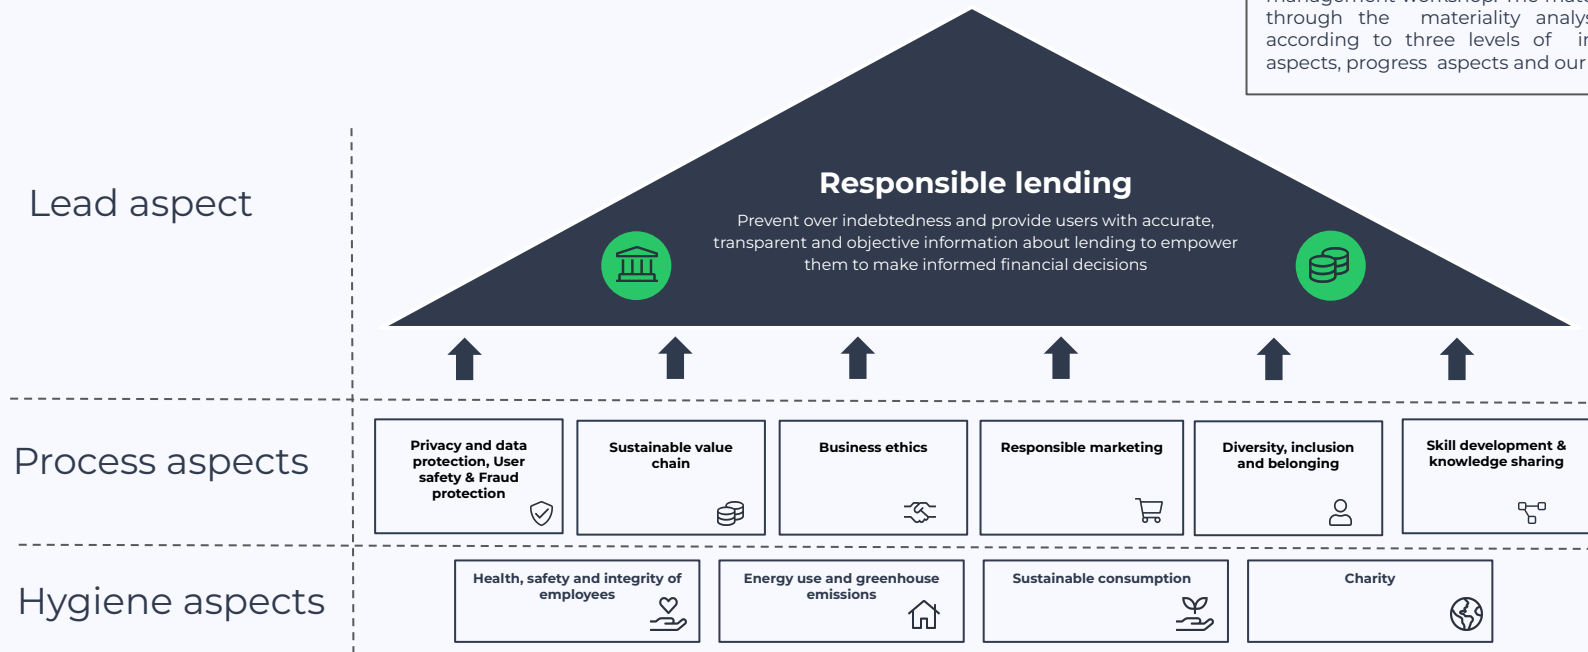 through the materiality analys
according to three levels of
aspects, progress aspects and our
Lead aspect
Responsible lending
Prevent over indebtedness and provide users with accurate,
transparent and objective information about lending to empower
them to make informed financial decisions
Process aspects
Privacy and data
protection, User
safety & Fraud
protection
Sustainable value
chain
Business ethics
Responsible marketing
Diversity, inclusion
and belonging
Skill development &
knowledge sharing
Hygiene aspects
Health, safety and integrity of
employees
Energy use and greenhouse
emissions
Sustainable consumption
Charity